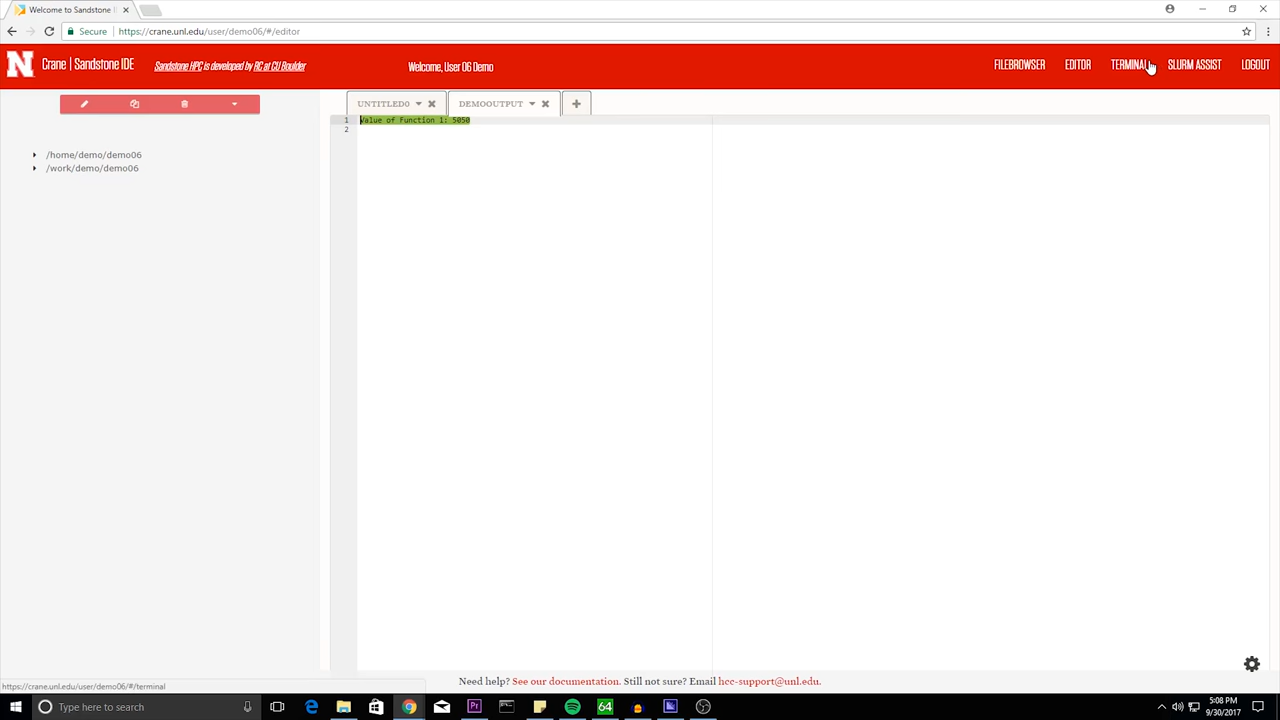 Welcome to Sandstone I
Secure
https://crane.unl.edu/user/demo06/#/editor
N
Crane | Sandstone IDE
Sandstone HPC is developed by RC at CU Boulder
Welcome, User 06 Demo
FILEBROWSER
EDITOR
TERMINAL
SLURM ASSIST
LOGOUT
UNTITLED0
DEMOOUTPUT
1
Value of Function 1: 5050
2
/home/demo/demo06
/work/demo/demo06
https://crane.unl.edu/user/demo06/#/terminal
Need help? See our documentation. Still not sure? Email hcc-support@unl.edu.
Type here to search
Pr
64
5:08 PM
9/30/2017